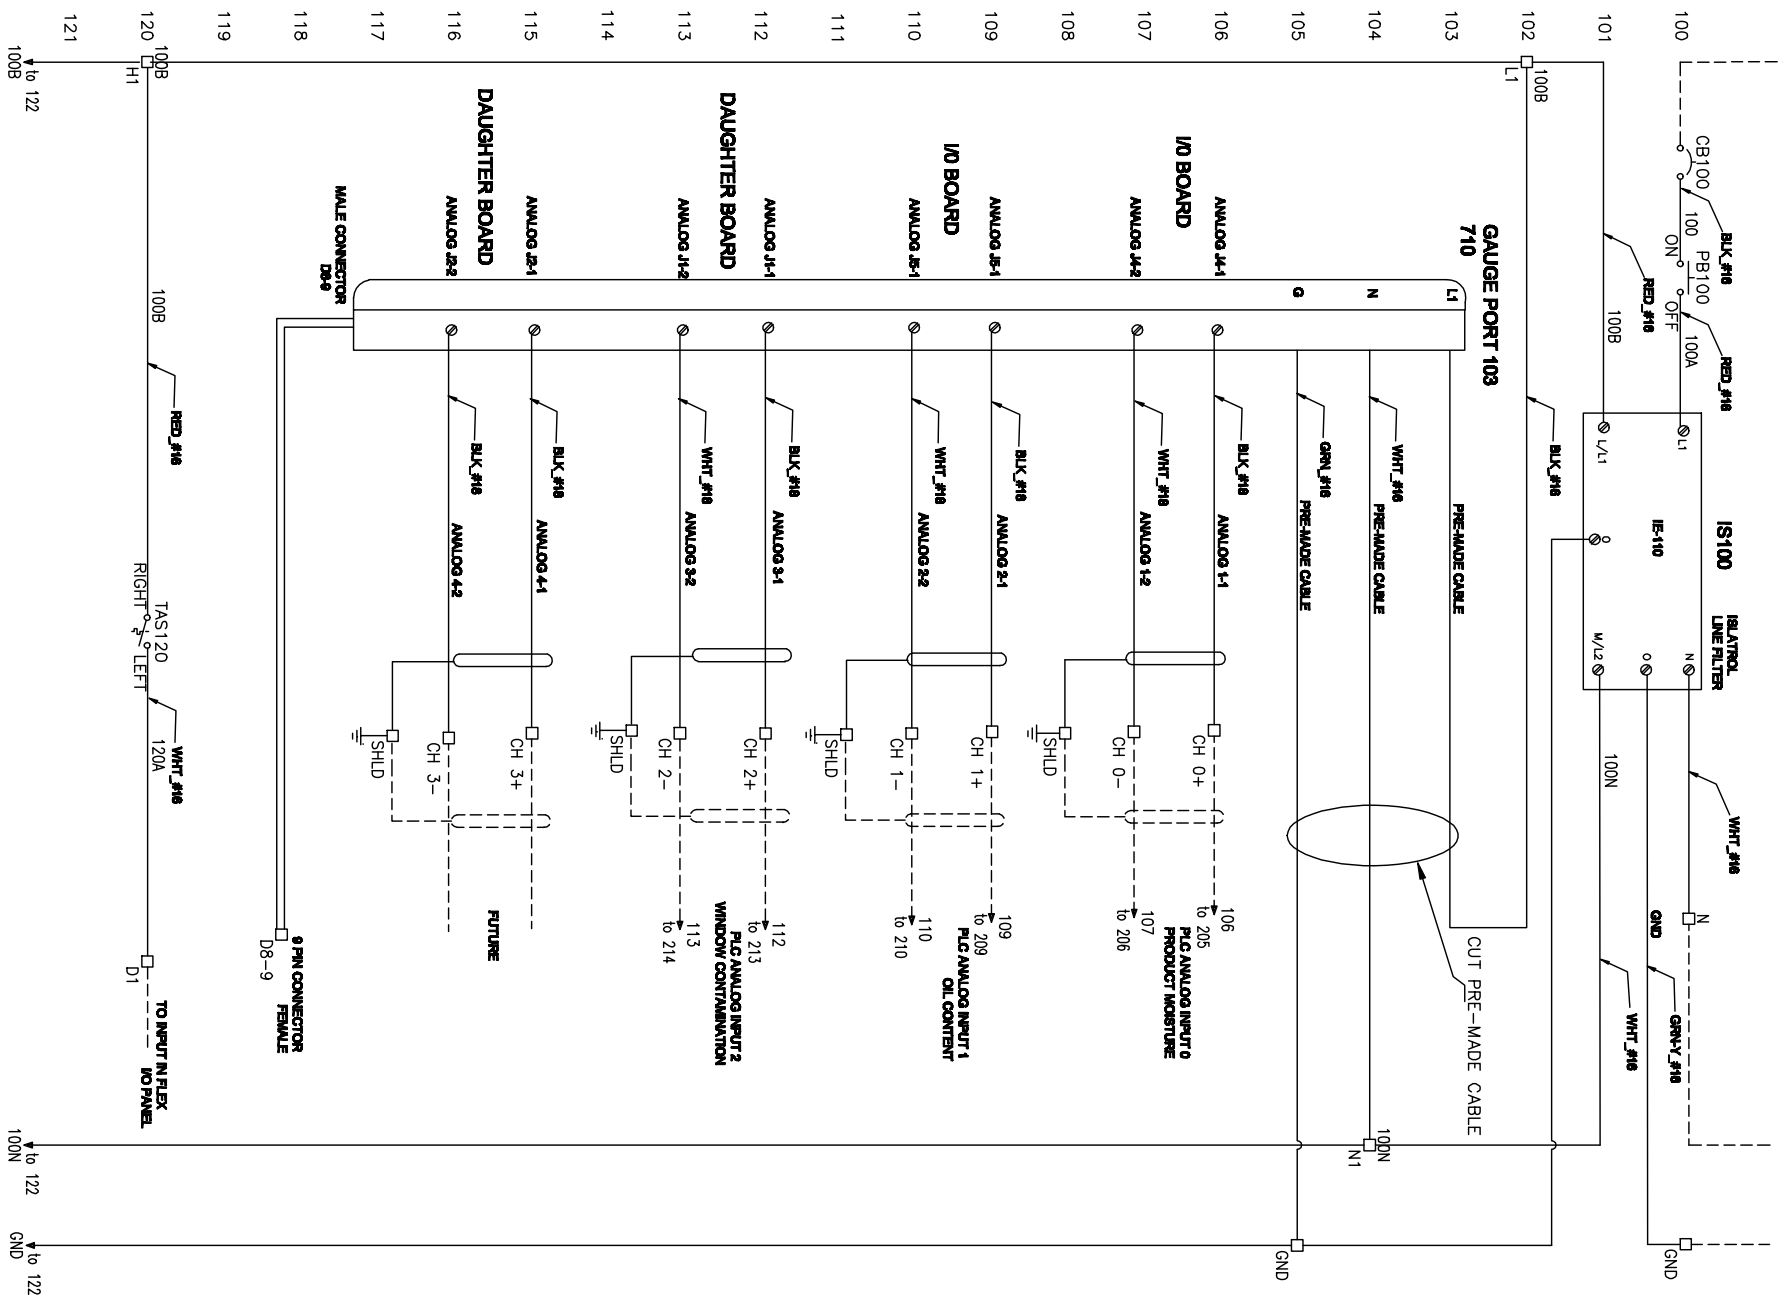 100
101
102
103
104
105
106
107
108
109
110
111
112
113
114
115
116
117
118
119
120
121
CB100
BLK_#16
100
ON
PB100
OFF
RED_#16
100A
L1
IS100
IE-110
ISLATROL
LINE FILTER
N
WHT_#16
N
GND
GRN-Y_#16
GND
RED_#16
100B
L/L1
O
O
M/L2
100N
WHT_#16
100B
L1
BLK_#16
GAUGE PORT 103
710
L1
PRE-MADE CABLE
CUT PRE-MADE CABLE
N
WHT_#16
PRE-MADE CABLE
100N
N1
G
GRN_#16
PRE-MADE CABLE
GND
I/O BOARD
ANALOG J4-1
BLK_#18
ANALOG 1-1
CH 0+
106
to 205
PLC ANALOG INPUT 0
PRODUCT MOISTURE
ANALOG J4-2
WHT_#18
ANALOG 1-2
CH 0-
107
to 206
SHLD
I/O BOARD
ANALOG J5-1
BLK_#18
ANALOG 2-1
CH 1+
109
to 209
PLC ANALOG INPUT 1
OIL CONTENT
ANALOG J5-1
WHT_#18
ANALOG 2-2
CH 1-
110
to 210
SHLD
DAUGHTER BOARD
ANALOG J1-1
BLK_#18
ANALOG 3-1
CH 2+
112
to 213
PLC ANALOG INPUT 2
WINDOW CONTAMINATION
ANALOG J1-2
WHT_#18
ANALOG 3-2
CH 2-
113
to 214
SHLD
DAUGHTER BOARD
ANALOG J2-1
BLK_#18
ANALOG 4-1
CH 3+
FUTURE
ANALOG J2-2
BLK_#18
ANALOG 4-2
CH 3-
SHLD
MALE CONNECTOR
D8-9
9 PIN CONNECTOR
FEMALE
D8-9
100B
H1
100B
RED_#16
TAS120
RIGHT
LEFT
WHT_#16
120A
D1
TO INPUT IN FLEX
I/O PANEL
to 122
100B
to 122
100N
to 122
GND